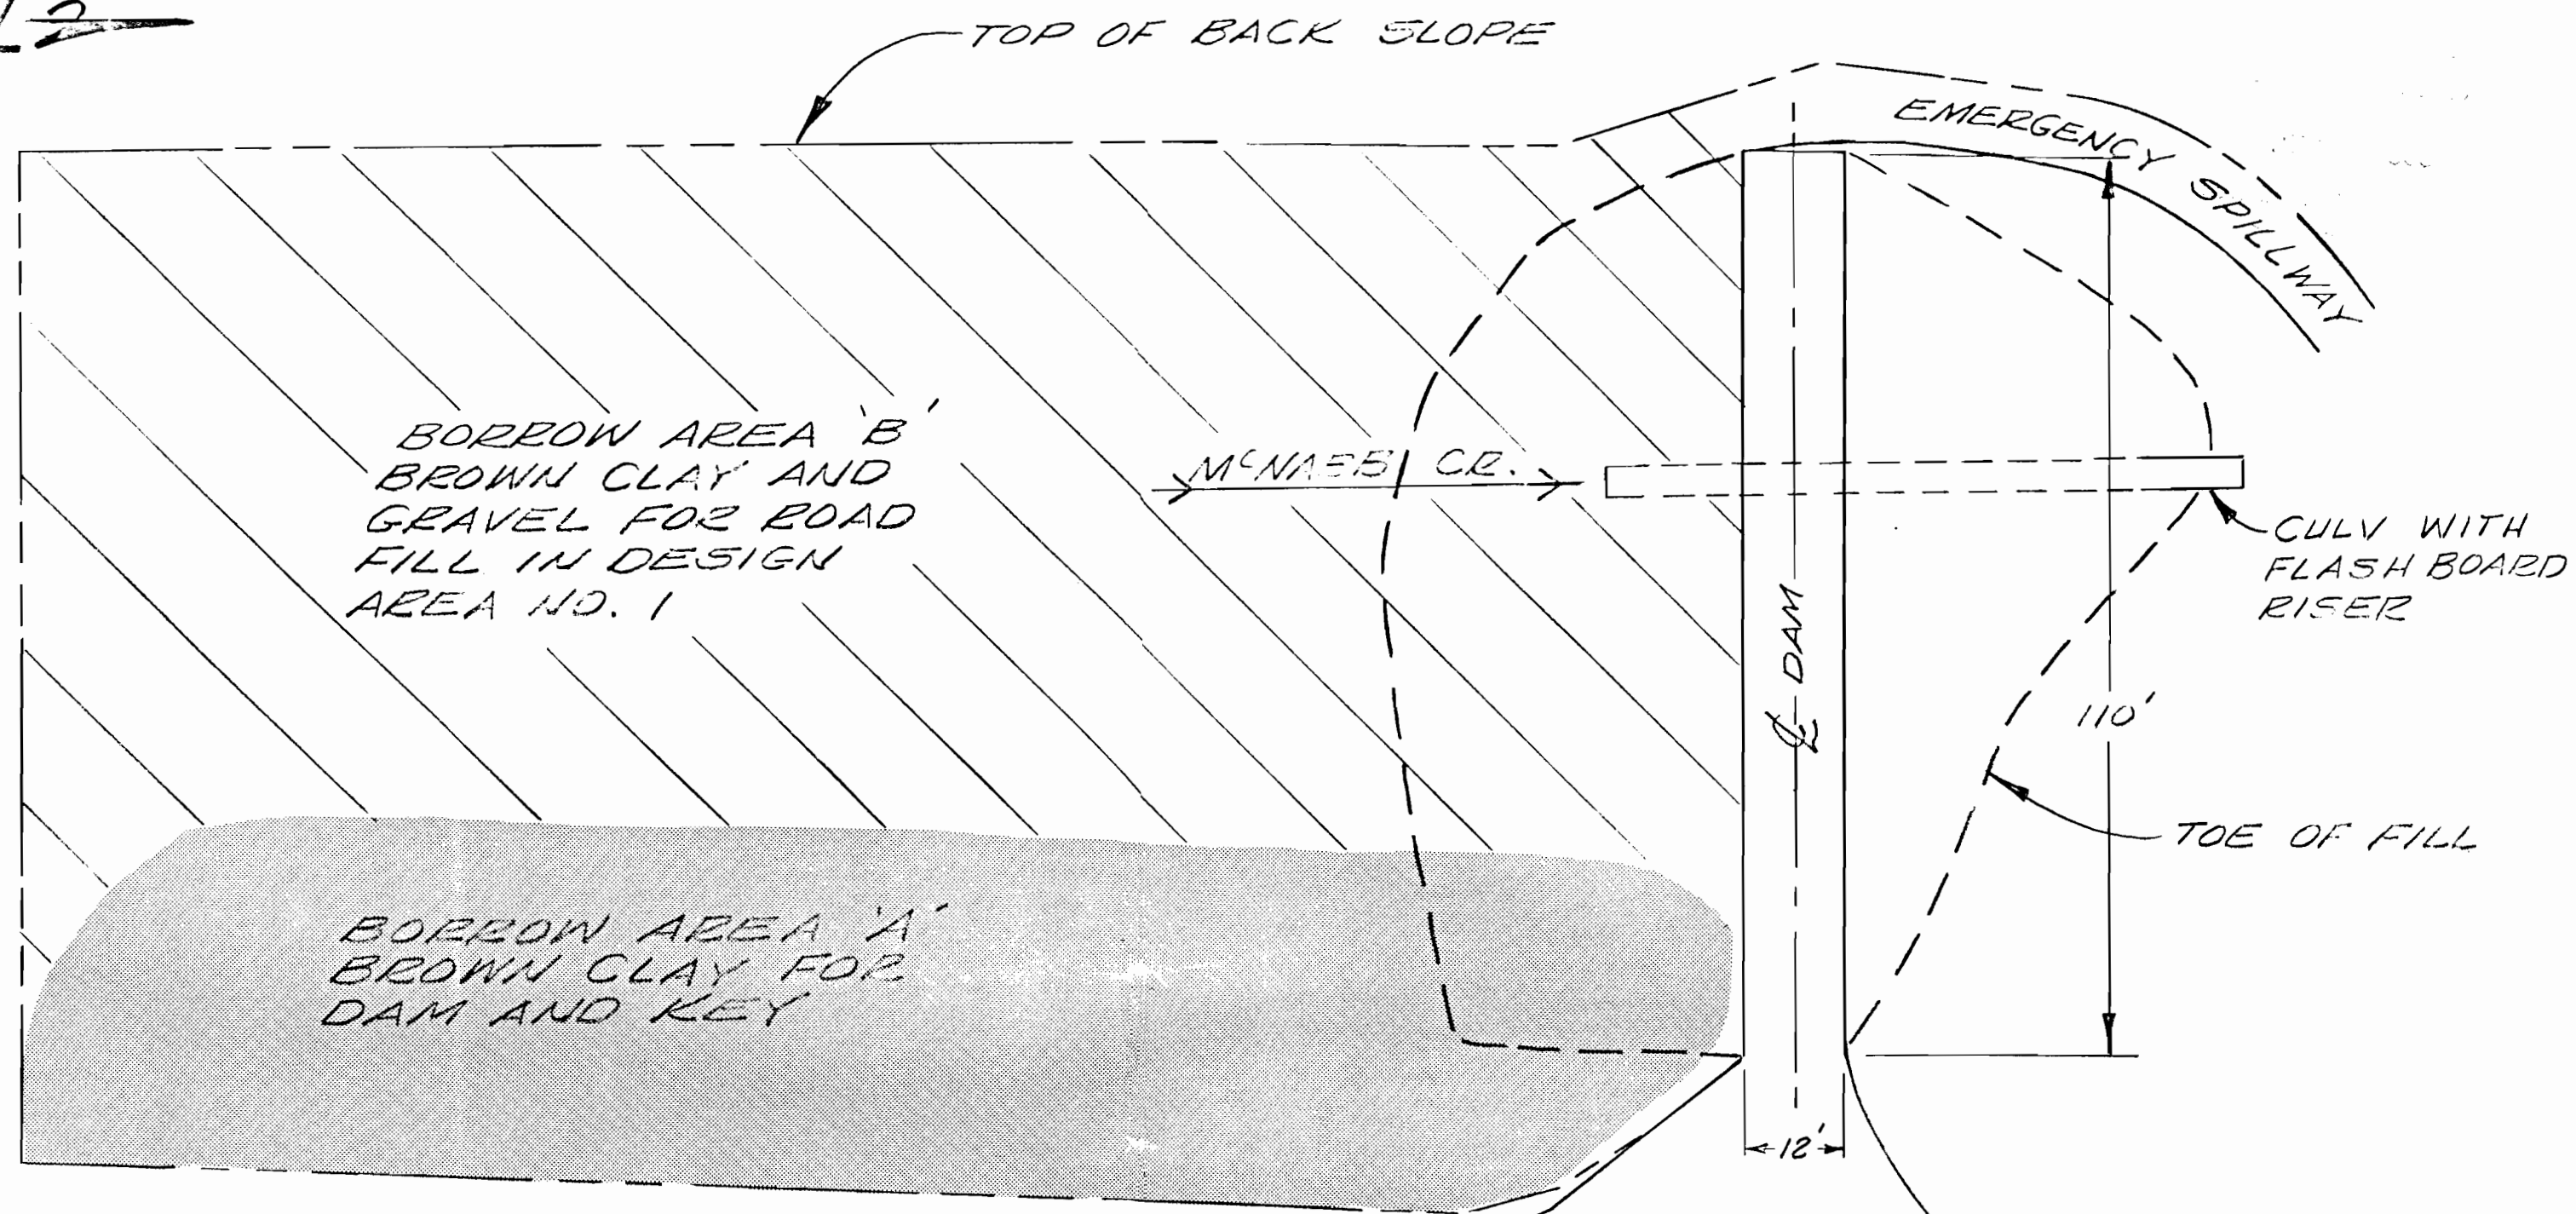 TOP OF BACK SLOPE
EMERGENCY SPILLWAY
BORROW AREA 'B'
BROWN CLAY AND
GRAVEL FOR ROAD
FILL IN DESIGN
AREA NO. 1
McNABB CR.
CULV WITH
FLASH BOARD
RISER
℄ DAM
110'
TOE OF FILL
BORROW AREA 'A'
BROWN CLAY FOR
DAM AND KEY
12'